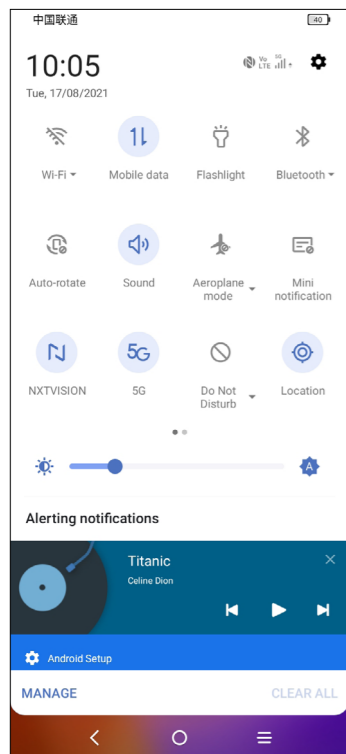 中国联通 40
10:05
Vo LTE 5G
Tue, 17/08/2021
Wi-Fi Mobile data Flashlight Bluetooth
Auto-rotate Sound Aeroplane mode Mini notification
NXTVISION 5G Do Not Disturb Location
A
Alerting notifications
Titanic
Celine Dion
Android Setup
MANAGE CLEAR ALL